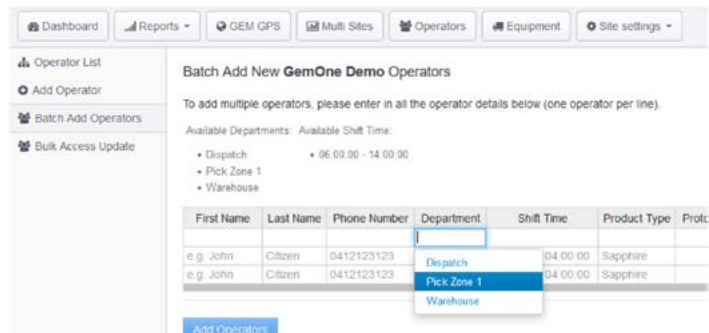 Dashboard Reports GEM GPS Multi Sites Operators Equipment Site settings
Operator List
Add Operator
Batch Add Operators
Bulk Access Update
Batch Add New GemOne Demo Operators
To add multiple operators, please enter in all the operator details below (one operator per line).
Available Departments: Available Shift Time:
• Dispatch • 06:00:00 - 14:00:00
• Pick Zone 1
• Warehouse
First Name Last Name Phone Number Department Shift Time Product Type
e.g. John Citizen 0412123123 04:00:00 Sapphire
e.g. John Citizen 0412123123 04:00:00 Sapphire
Dispatch
Pick Zone 1
Warehouse
Add Operators